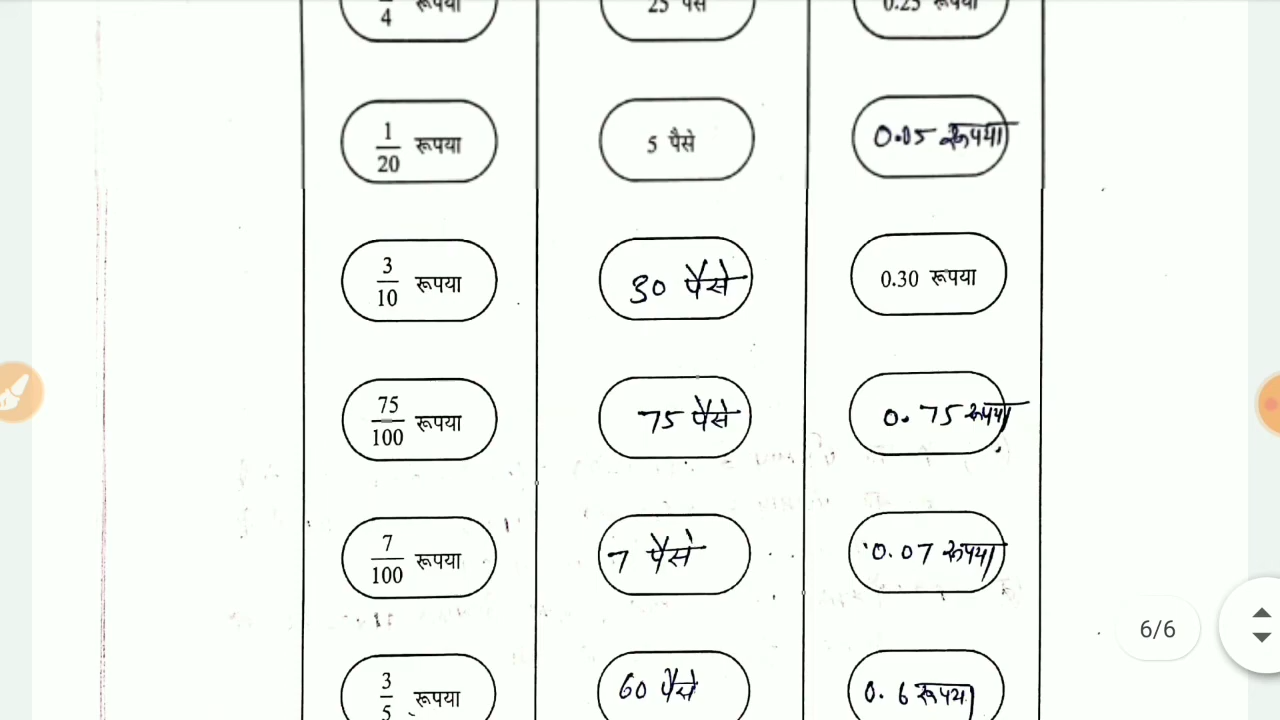 4 रूपया 25 पैसे 0.25 रूपया
1/20 रूपया 5 पैसे 0.05 रूपया
3/10 रूपया 30 पैसे 0.30 रूपया
75/100 रूपया 75 पैसे 0.75 रूपया
7/100 रूपया 7 पैसे 0.07 रूपया
3/5 रूपया 60 पैसे 0.6 रूपया
6/6